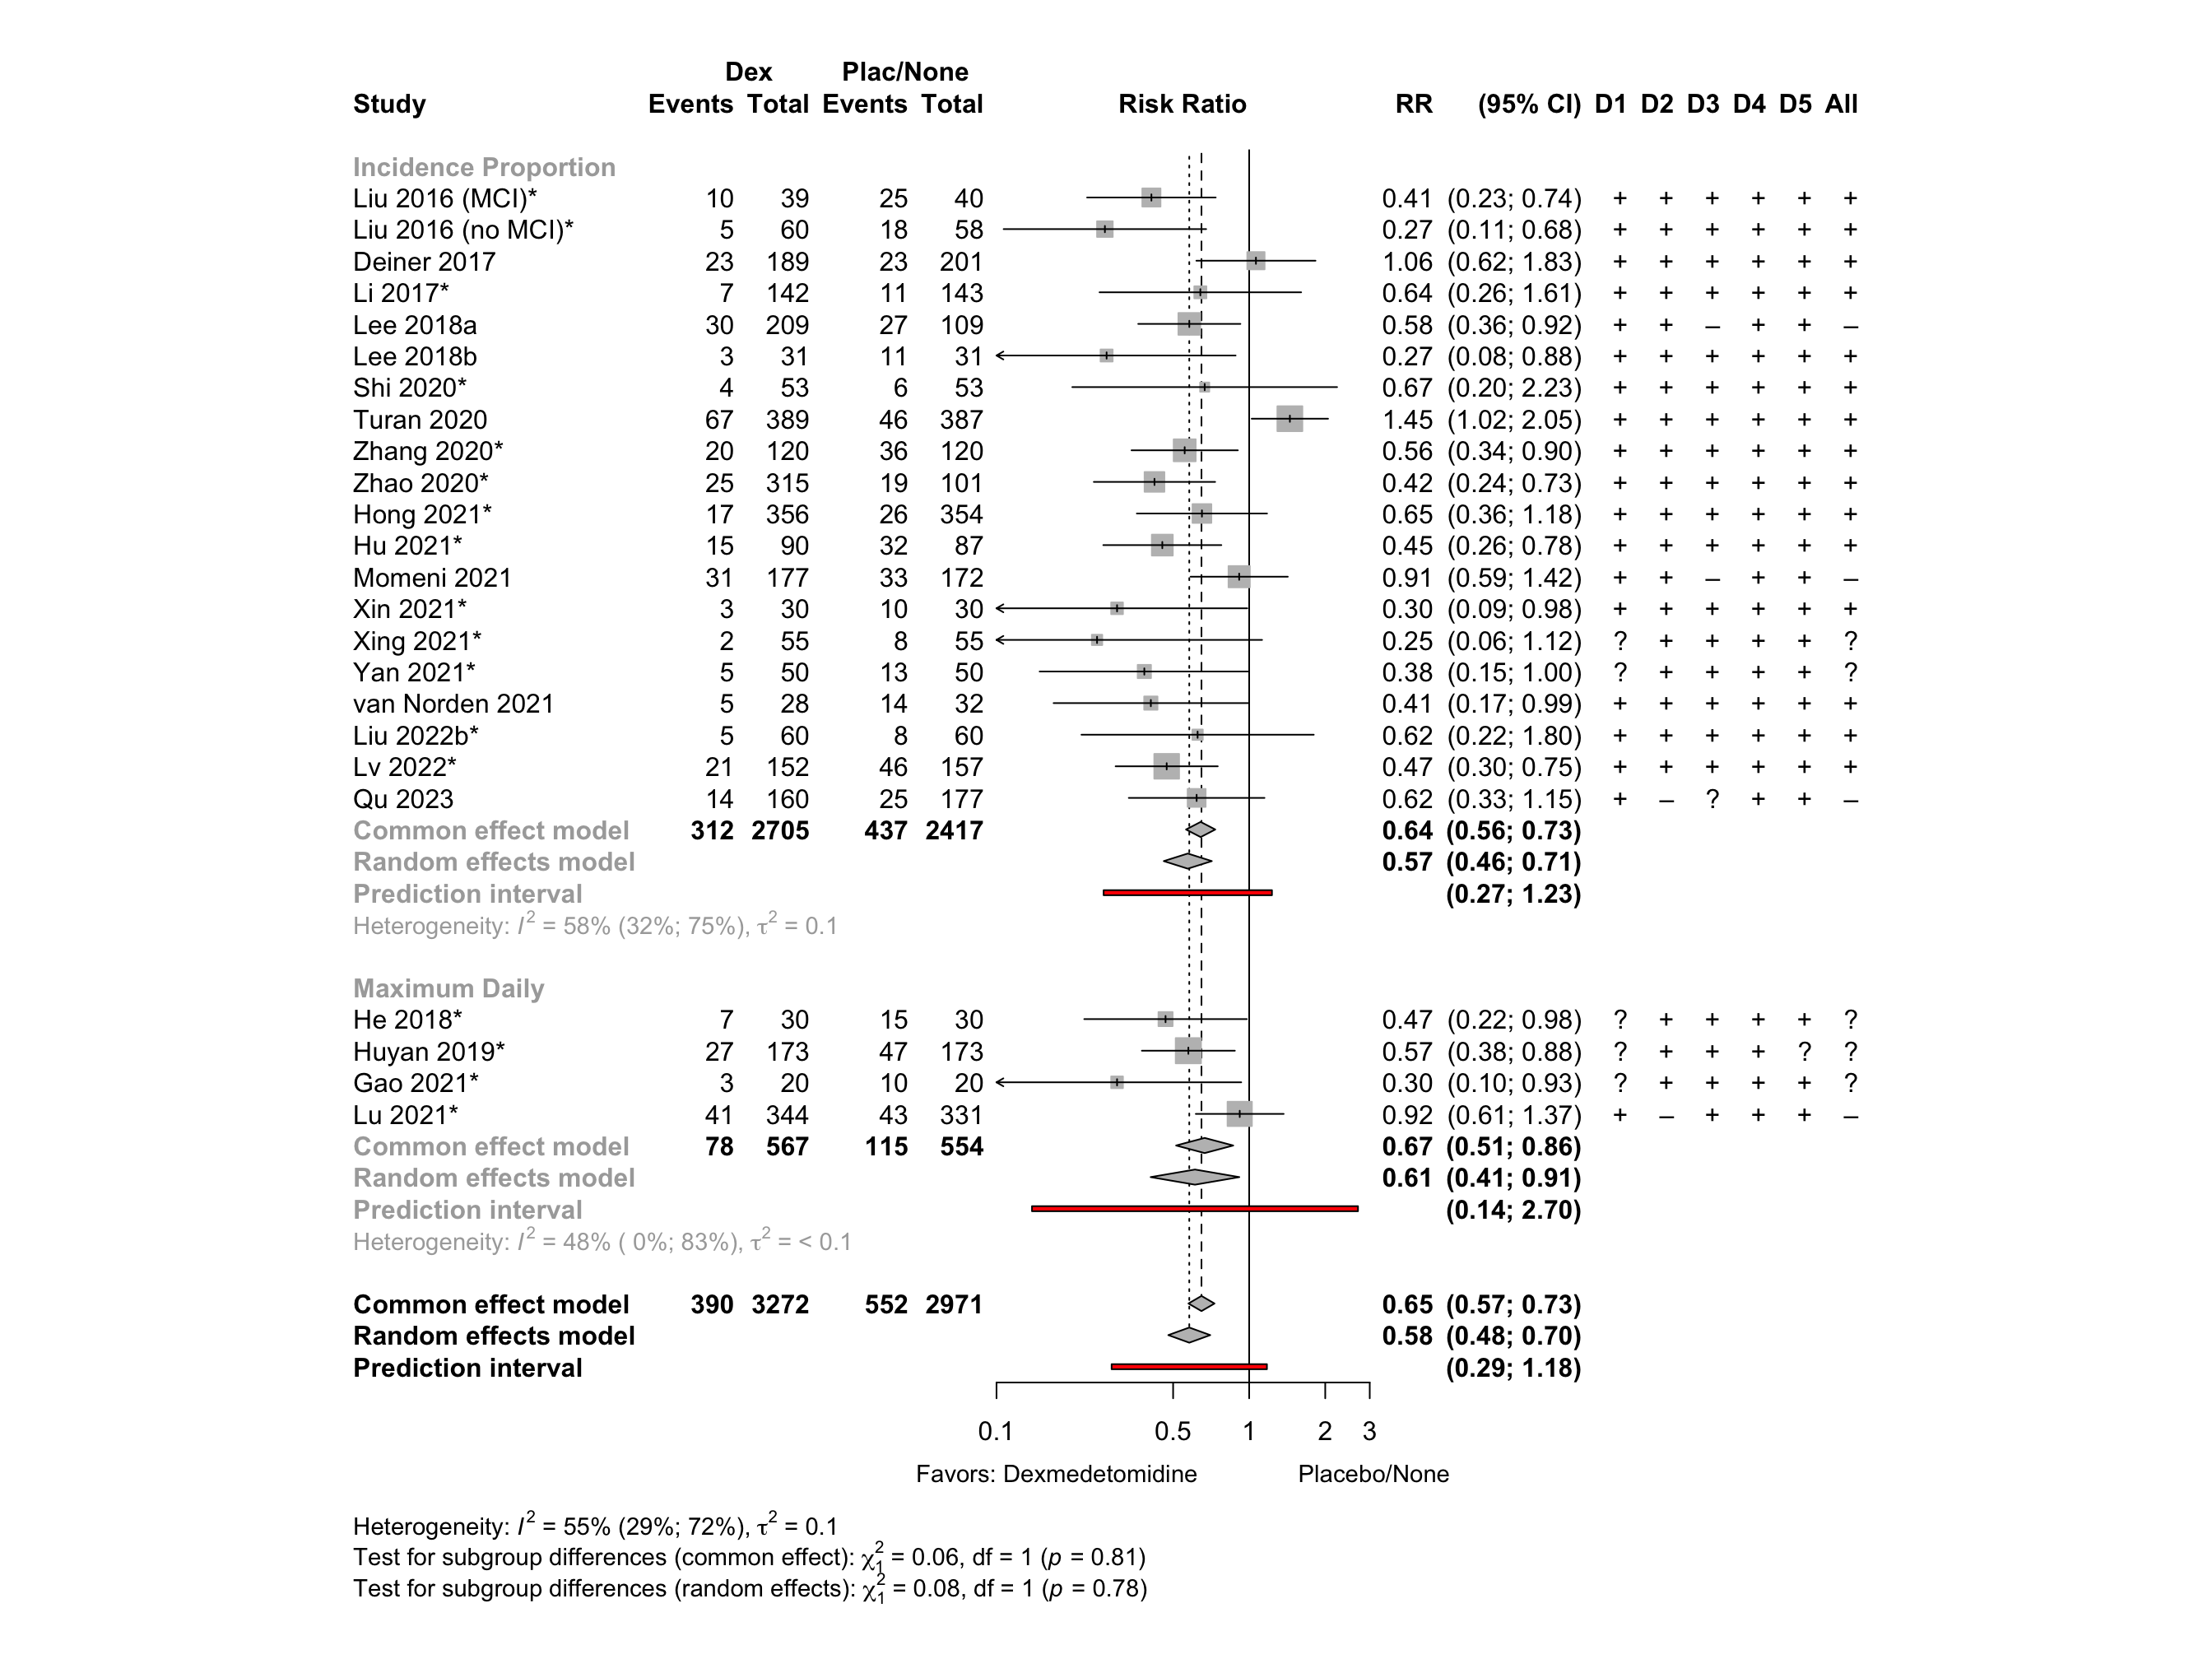 Dex Plac/None
Study Events Total Events Total Risk Ratio RR (95% CI) D1 D2 D3 D4 D5 All
Incidence Proportion
Liu 2016 (MCI)* 10 39 25 40 0.41 (0.23; 0.74) + + + + + +
Liu 2016 (no MCI)* 5 60 18 58 0.27 (0.11; 0.68) + + + + + +
Deiner 2017 23 189 23 201 1.06 (0.62; 1.83) + + + + + +
Li 2017* 7 142 11 143 0.64 (0.26; 1.61) + + + + + +
Lee 2018a 30 209 27 109 0.58 (0.36; 0.92) + + – + + –
Lee 2018b 3 31 11 31 0.27 (0.08; 0.88) + + + + + +
Shi 2020* 4 53 6 53 0.67 (0.20; 2.23) + + + + + +
Turan 2020 67 389 46 387 1.45 (1.02; 2.05) + + + + + +
Zhang 2020* 20 120 36 120 0.56 (0.34; 0.90) + + + + + +
Zhao 2020* 25 315 19 101 0.42 (0.24; 0.73) + + + + + +
Hong 2021* 17 356 26 354 0.65 (0.36; 1.18) + + + + + +
Hu 2021* 15 90 32 87 0.45 (0.26; 0.78) + + + + + +
Momeni 2021 31 177 33 172 0.91 (0.59; 1.42) + + – + + –
Xin 2021* 3 30 10 30 0.30 (0.09; 0.98) + + + + + +
Xing 2021* 2 55 8 55 0.25 (0.06; 1.12) ? + + + + ?
Yan 2021* 5 50 13 50 0.38 (0.15; 1.00) ? + + + + ?
van Norden 2021 5 28 14 32 0.41 (0.17; 0.99) + + + + + +
Liu 2022b* 5 60 8 60 0.62 (0.22; 1.80) + + + + + +
Lv 2022* 21 152 46 157 0.47 (0.30; 0.75) + + + + + +
Qu 2023 14 160 25 177 0.62 (0.33; 1.15) + – ? + + –
Common effect model 312 2705 437 2417 0.64 (0.56; 0.73)
Random effects model 0.57 (0.46; 0.71)
Prediction interval (0.27; 1.23)
Heterogeneity: I² = 58% (32%; 75%), τ² = 0.1
Maximum Daily
He 2018* 7 30 15 30 0.47 (0.22; 0.98) ? + + + + ?
Huyan 2019* 27 173 47 173 0.57 (0.38; 0.88) ? + + + ? ?
Gao 2021* 3 20 10 20 0.30 (0.10; 0.93) ? + + + + ?
Lu 2021* 41 344 43 331 0.92 (0.61; 1.37) + – + + + –
Common effect model 78 567 115 554 0.67 (0.51; 0.86)
Random effects model 0.61 (0.41; 0.91)
Prediction interval (0.14; 2.70)
Heterogeneity: I² = 48% ( 0%; 83%), τ² = < 0.1
Common effect model 390 3272 552 2971 0.65 (0.57; 0.73)
Random effects model 0.58 (0.48; 0.70)
Prediction interval (0.29; 1.18)
0.1 0.5 1 2 3
Favors: Dexmedetomidine Placebo/None
Heterogeneity: I² = 55% (29%; 72%), τ² = 0.1
Test for subgroup differences (common effect): χ₁² = 0.06, df = 1 (p = 0.81)
Test for subgroup differences (random effects): χ₁² = 0.08, df = 1 (p = 0.78)